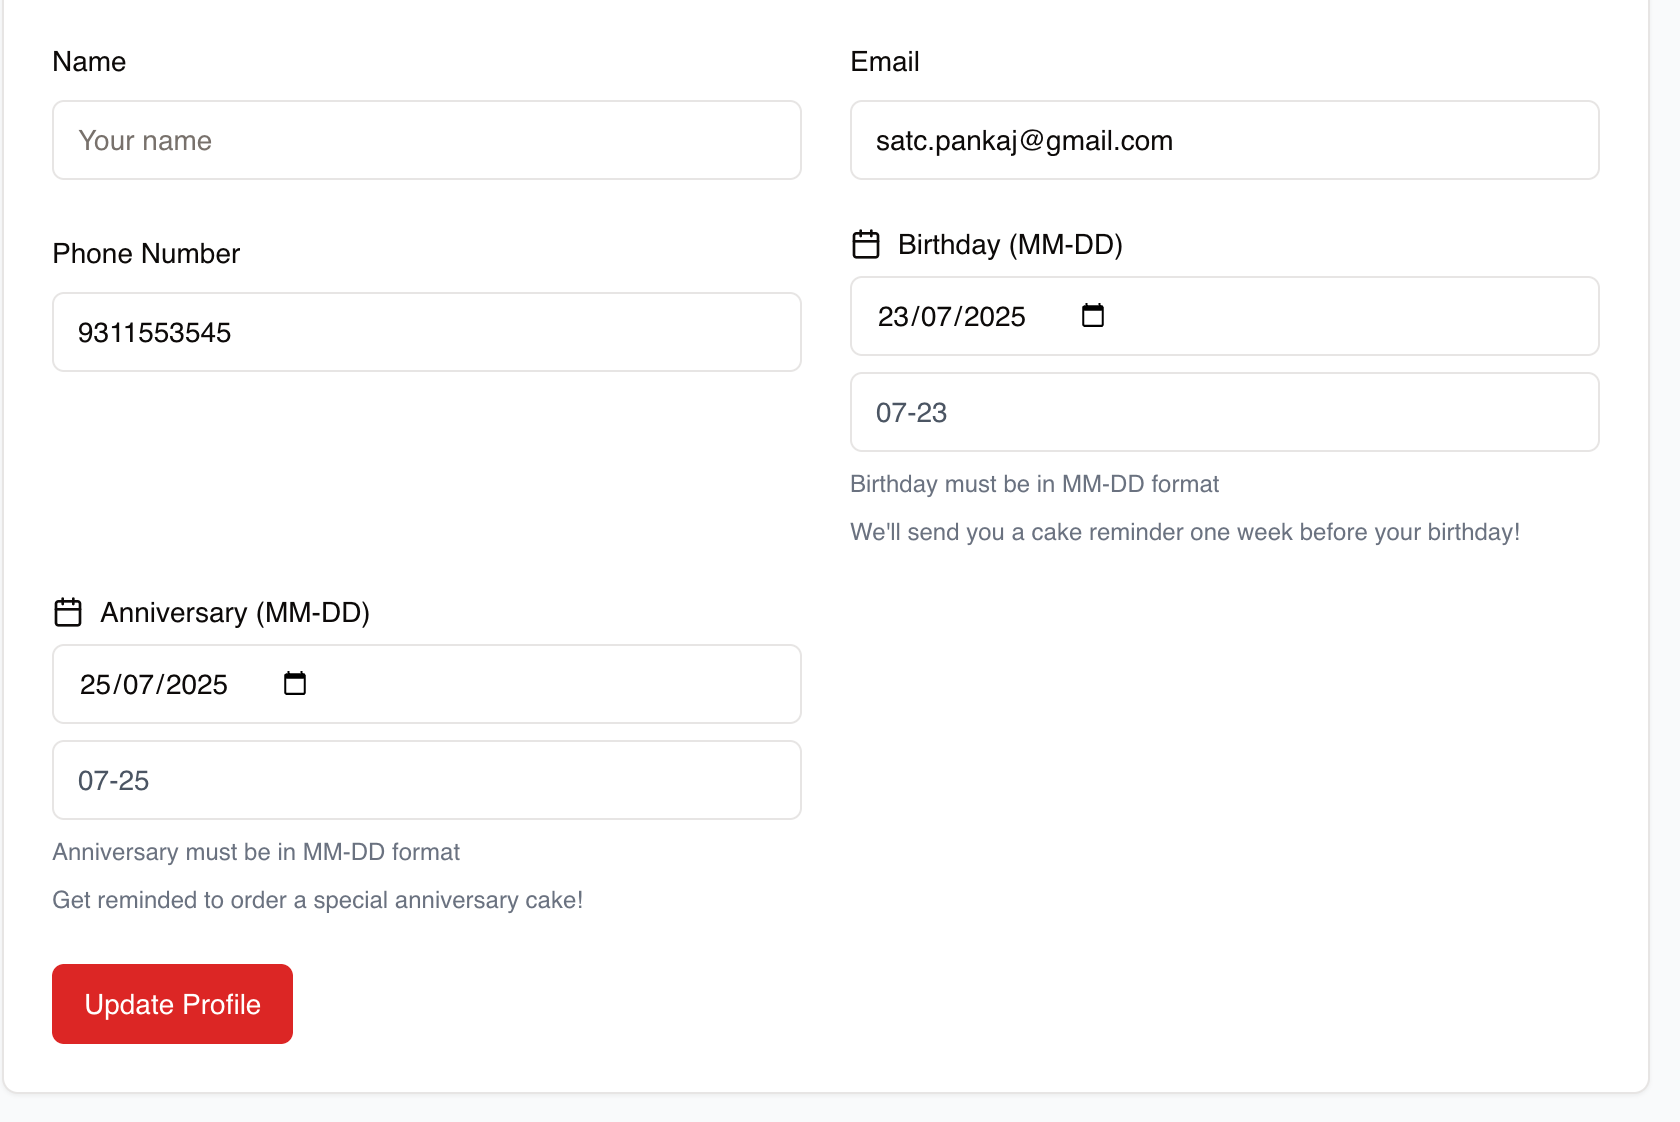 Name
Your name
Email
satc.pankaj@gmail.com
Phone Number
9311553545
Birthday (MM-DD)
23/07/2025
07-23
Birthday must be in MM-DD format
We'll send you a cake reminder one week before your birthday!
Anniversary (MM-DD)
25/07/2025
07-25
Anniversary must be in MM-DD format
Get reminded to order a special anniversary cake!
Update Profile